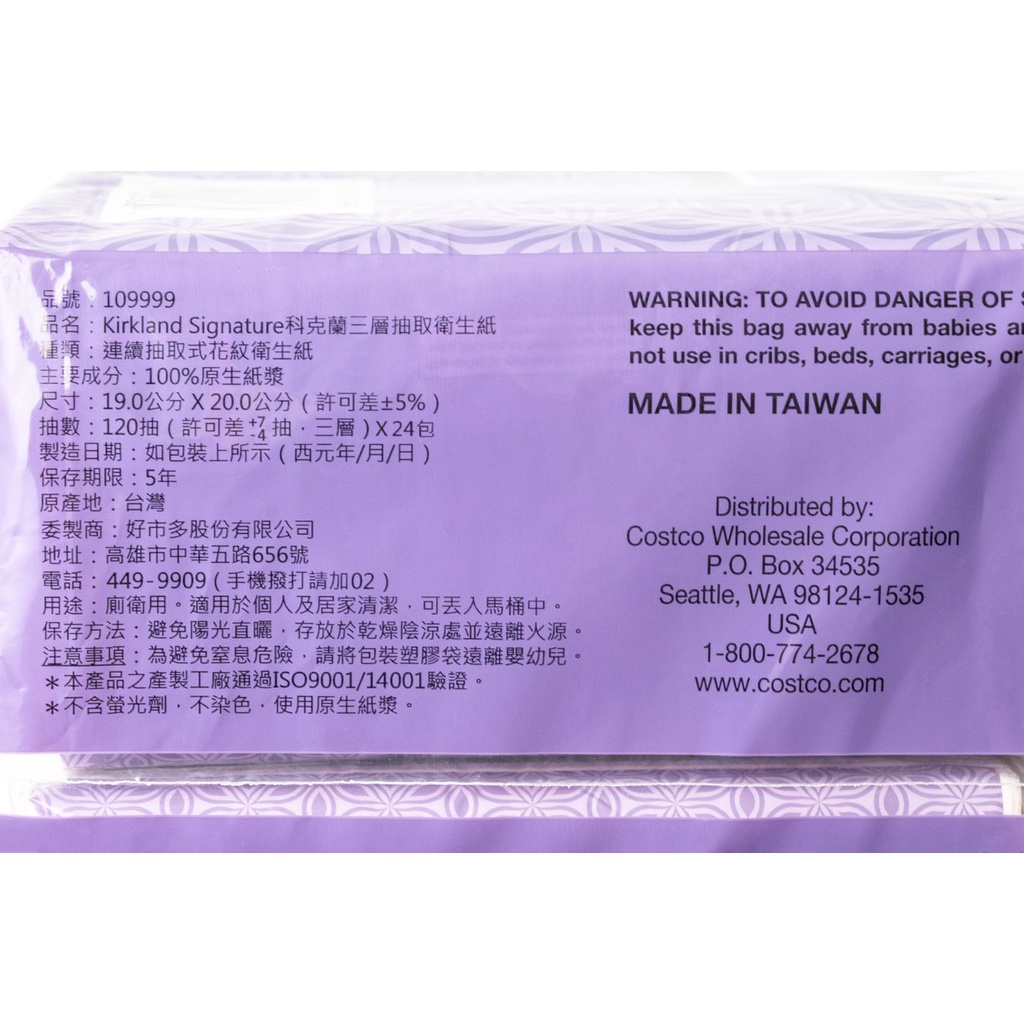 品號：109999
品名：Kirkland Signature科克蘭三層抽取衛生紙
種類：連續抽取式花紋衛生紙
主要成分：100%原生紙漿
尺寸：19.0公分 X 20.0公分（許可差±5%）
抽數：120抽（許可差 +7 -4 抽，三層）X 24包
製造日期：如包裝上所示（西元年/月/日）
保存期限：5年
原產地：台灣
委製商：好市多股份有限公司
地址：高雄市中華五路656號
電話：449-9909（手機撥打請加02）
用途：廁衛用。適用於個人及居家清潔，可丟入馬桶中。
保存方法：避免陽光直曬，存放於乾燥陰涼處並遠離火源。
注意事項：為避免窒息危險，請將包裝塑膠袋遠離嬰幼兒。
＊本產品之產製工廠通過ISO9001/14001驗證。
＊不含螢光劑，不染色，使用原生紙漿。
WARNING: TO AVOID DANGER OF
keep this bag away from babies
not use in cribs, beds, carriages, or
MADE IN TAIWAN
Distributed by:
Costco Wholesale Corporation
P.O. Box 34535
Seattle, WA 98124-1535
USA
1-800-774-2678
www.costco.com